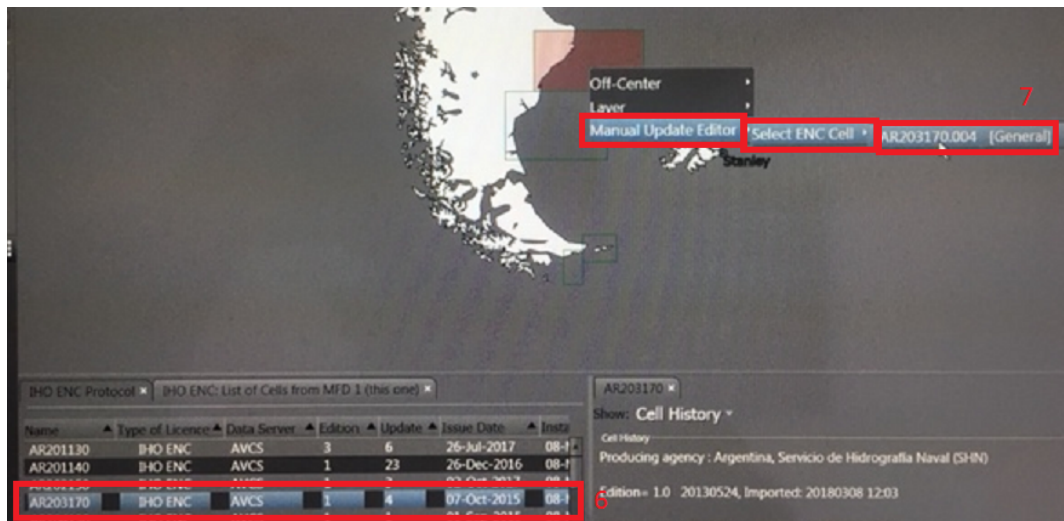 Off-Center
Layer
7
Manual Update Editor
Select ENC Cell
AR203170.004 [General]
Stanley
IHO ENC Protocol × IHO ENC: List of Cells from MFD 1 (this one) ×
Name Type of Licence Data Server Edition Update Issue Date
AR201130 IHO ENC AVCS 3 6 26-Jul-2017
AR201140 IHO ENC AVCS 1 23 26-Dec-2016
AR203170 IHO ENC AVCS 1 4 07-Oct-2015
6
AR203170 ×
Show: Cell History
Cell History
Producing agency : Argentina, Servicio de Hidrografia Naval (SHN)
Edition= 1.0 20130524, Imported: 20180308 12:03